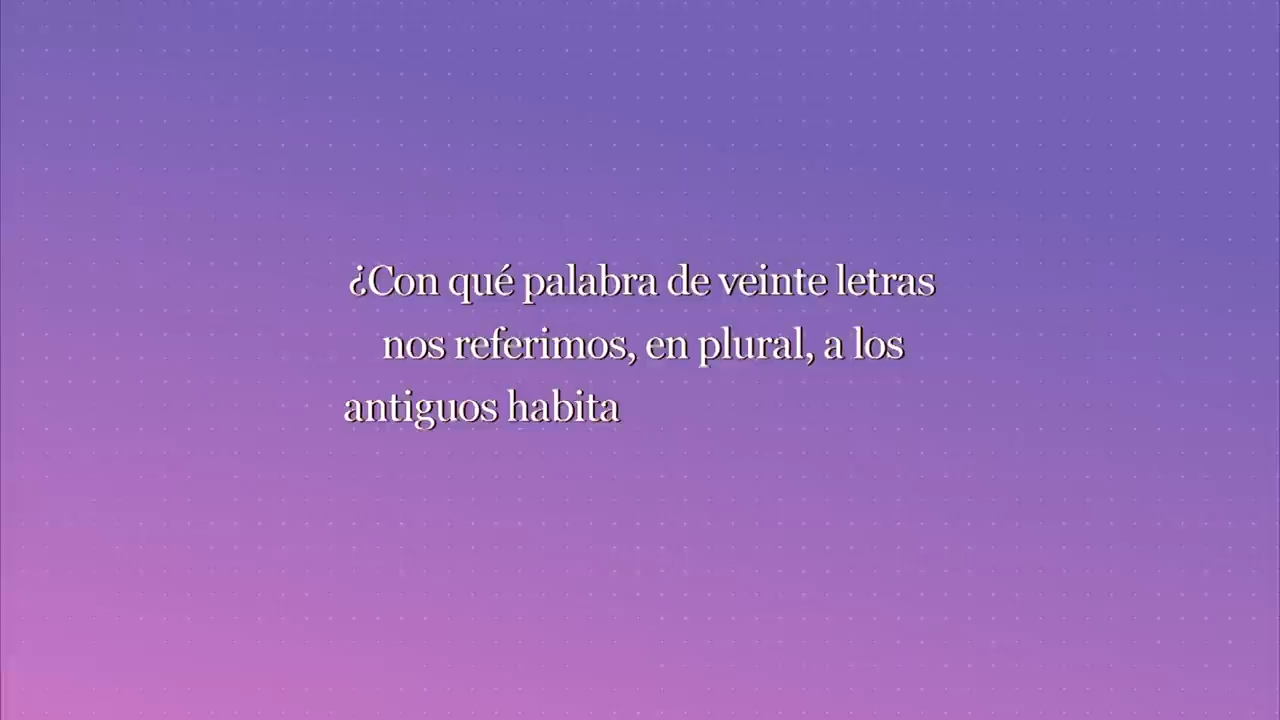 ¿Con qué palabra de veinte letras
nos referimos, en plural, a los
antiguos habita